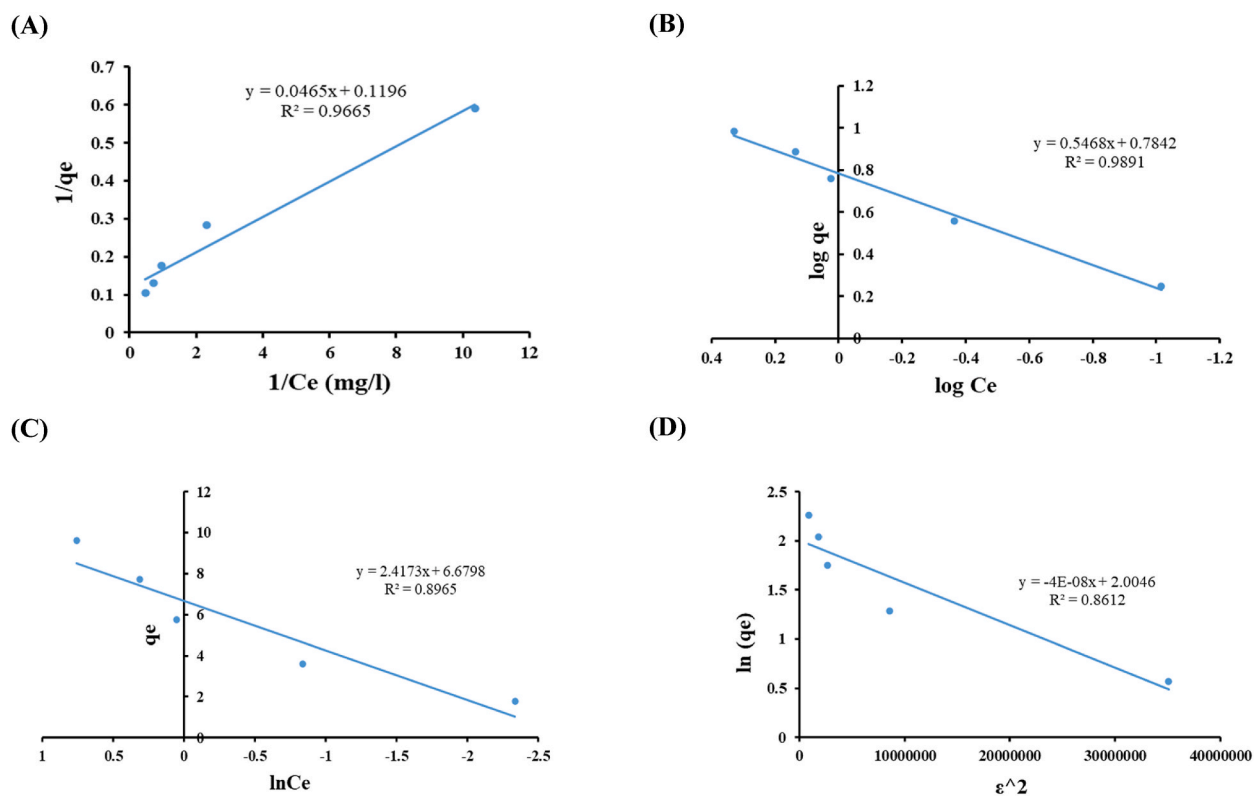 (A)
0.7
0.6
0.5
0.4
0.3
0.2
0.1
0
0 2 4 6 8 10 12
y = 0.0465x + 0.1196
R² = 0.9665
1/qe
1/Ce (mg/l)
(B)
1.2
1
0.8
0.6
0.4
0.2
0
0.4 0.2 0 -0.2 -0.4 -0.6 -0.8 -1 -1.2
y = 0.5468x + 0.7842
R² = 0.9891
log qe
log Ce
(C)
12
10
8
6
4
2
0
1 0.5 0 -0.5 -1 -1.5 -2 -2.5
y = 2.4173x + 6.6798
R² = 0.8965
qe
lnCe
(D)
2.5
2
1.5
1
0.5
0
0 10000000 20000000 30000000 40000000
y = -4E-08x + 2.0046
R² = 0.8612
ln (qe)
ε^2